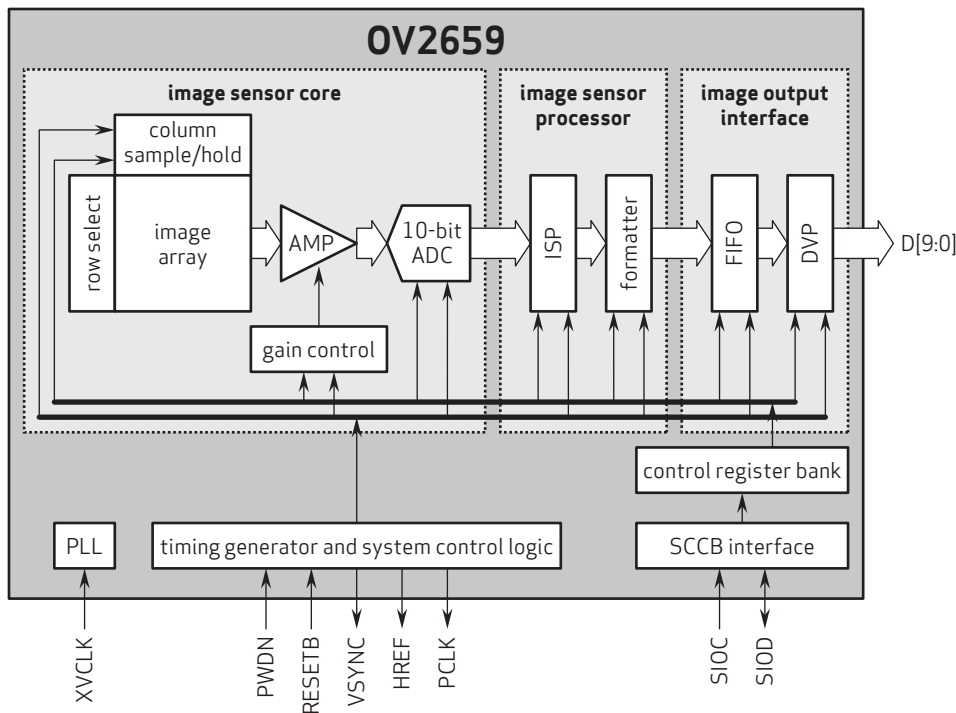 OV2659
image sensor core
image sensor
processor
image output
interface
column
sample/hold
row select
image
array
AMP
10-bit
ADC
ISP
formatter
FIFO
DVP
D[9:0]
gain control
control register bank
PLL
timing generator and system control logic
SCCB interface
XVCLK
PWDN
RESETB
VSYNC
HREF
PCLK
SIOC
SIOD